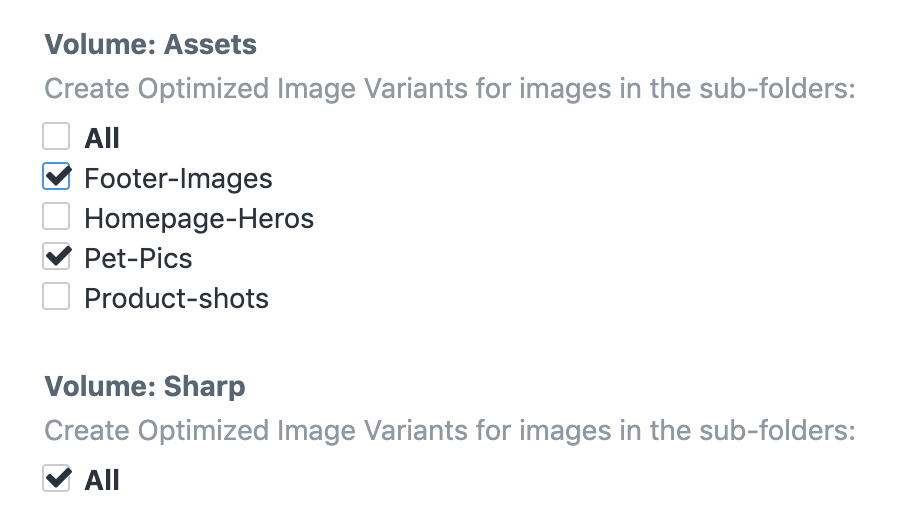 Volume: Assets
Create Optimized Image Variants for images in the sub-folders:
All
Footer-Images
Homepage-Heros
Pet-Pics
Product-shots
Volume: Sharp
Create Optimized Image Variants for images in the sub-folders:
All